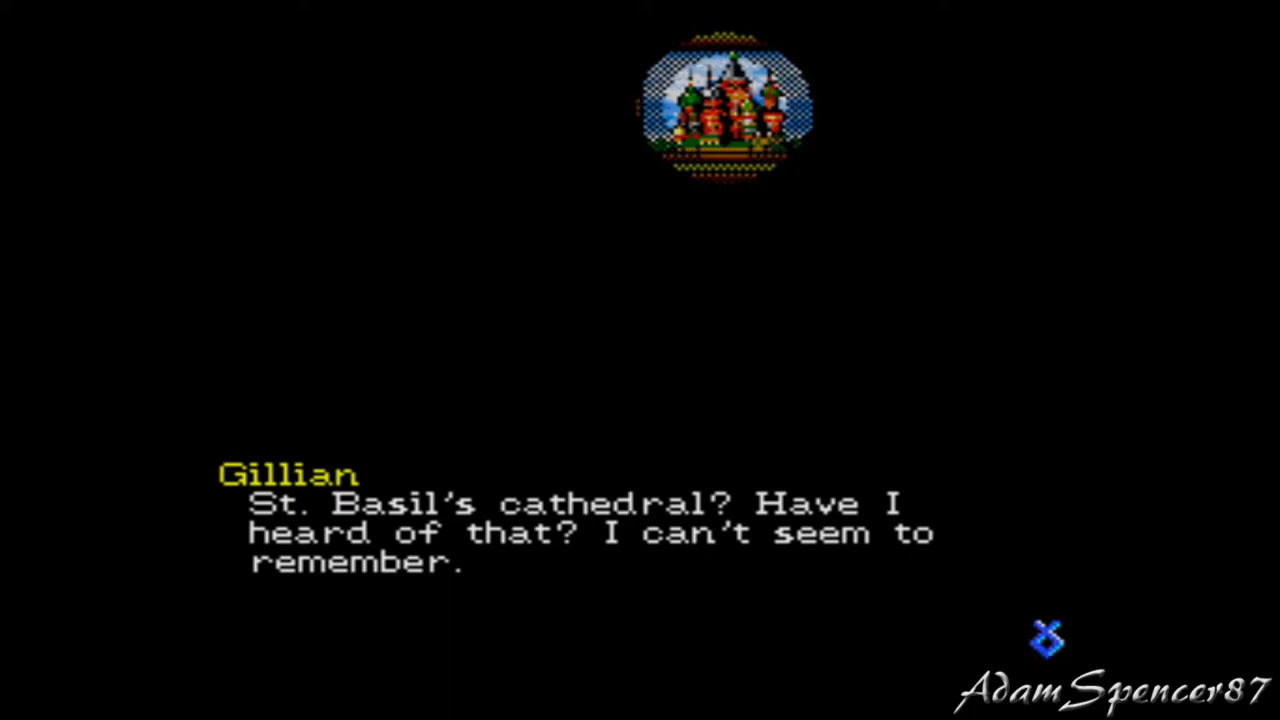 Gillian
St. Basil's cathedral? Have I
heard of that? I can't seem to
remember.
AdamSpencer87